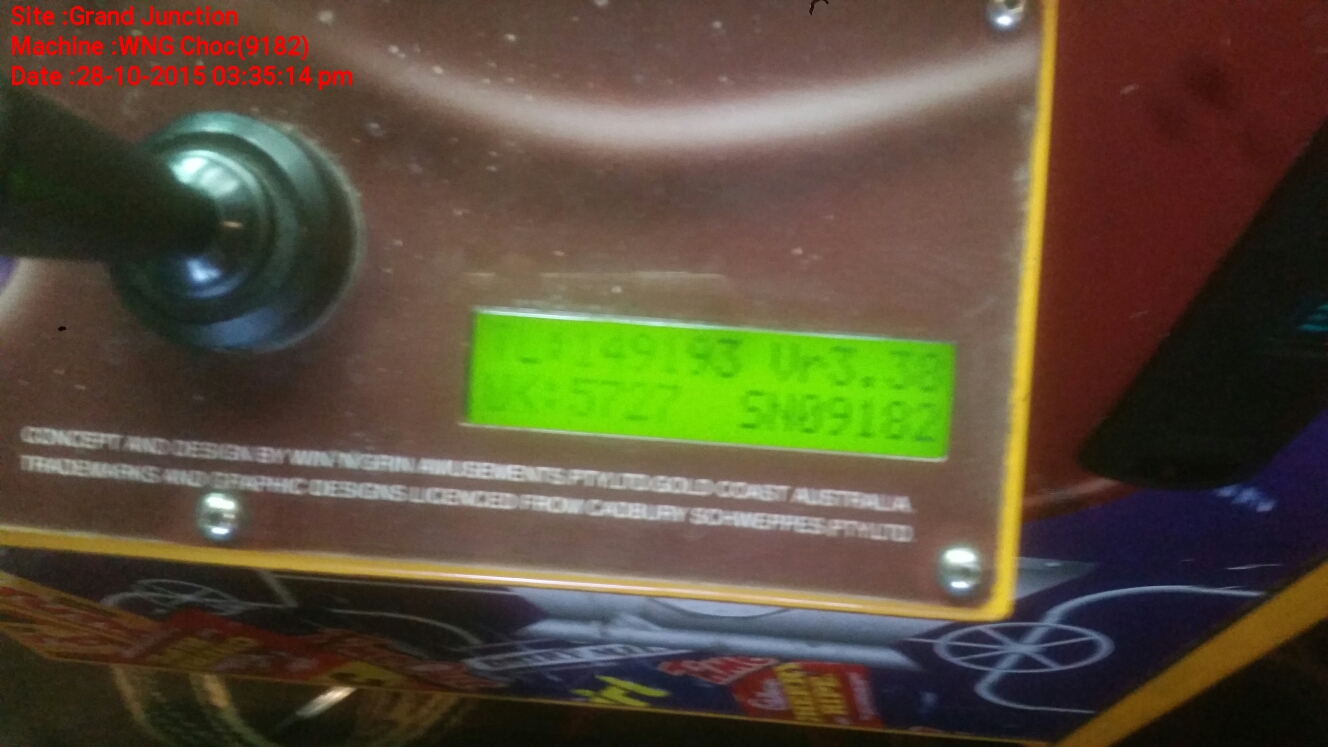 Site :Grand Junction
Machine :WNG Choc(9182)
Date :28-10-2015 03:35:14 pm
TL:149193 Vr3.38
WK:5727 SN09182
CONCEPT AND DESIGN BY WIN'N'GRIN AMUSEMENTS PTY.LTD.GOLD COAST AUSTRALIA.
TRADEMARKS AND GRAPHIC DESIGNS LICENCED FROM CADBURY SCHWEPPES PTY.LTD.